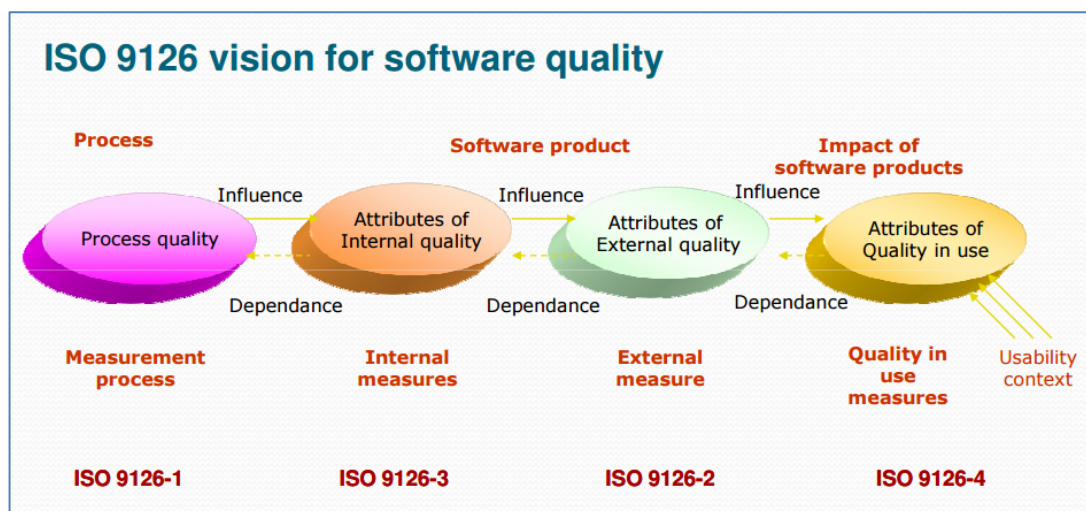 ISO 9126 vision for software quality
Process
Software product
Impact of
software products
Influence
Influence
Influence
Process quality
Attributes of
Internal quality
Attributes of
External quality
Attributes of
Quality in use
Dependance
Dependance
Dependance
Measurement
process
Internal
measures
External
measure
Quality in
use
measures
Usability
context
ISO 9126-1
ISO 9126-3
ISO 9126-2
ISO 9126-4